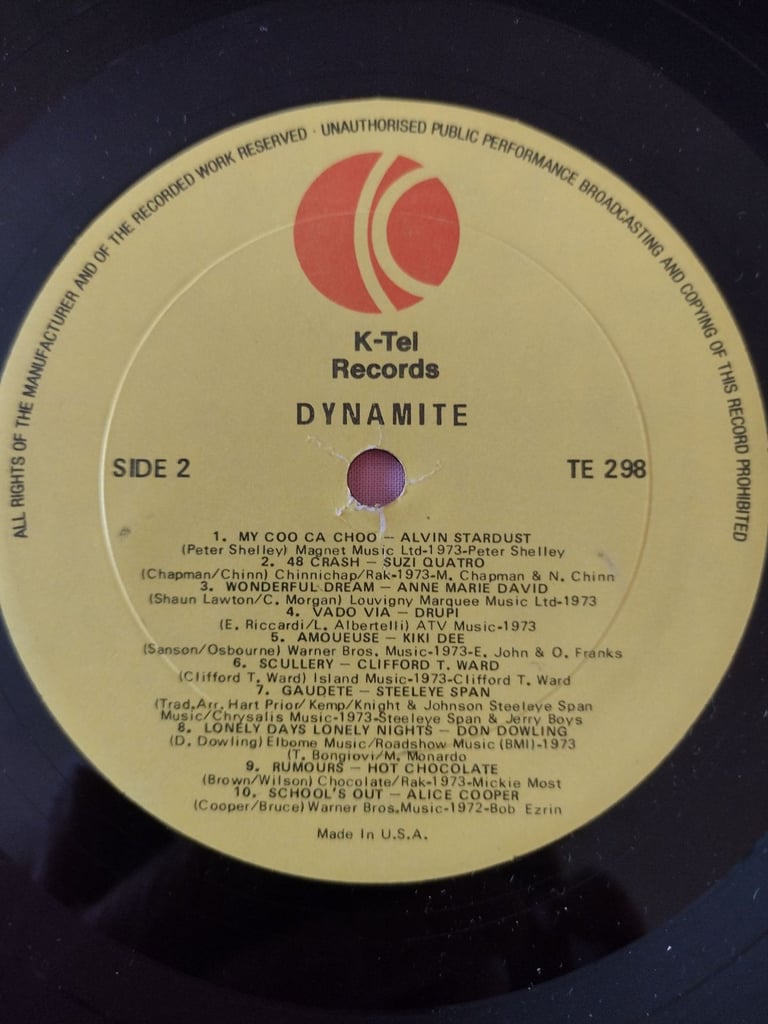 ALL RIGHTS OF THE MANUFACTURER AND OF THE RECORDED WORK RESERVED · UNAUTHORISED PUBLIC PERFORMANCE BROADCASTING AND COPYING OF THIS RECORD PROHIBITED
K-Tel
Records
DYNAMITE
SIDE 2
TE 298
1. MY COO CA CHOO — ALVIN STARDUST
(Peter Shelley) Magnet Music Ltd-1973-Peter Shelley
2. 48 CRASH — SUZI QUATRO
(Chapman/Chinn) Chinnichap/Rak-1973-M. Chapman & N. Chinn
3. WONDERFUL DREAM — ANNE MARIE DAVID
(Shaun Lawton/C. Morgan) Louvigny Marquee Music Ltd-1973
4. VADO VIA — DRUPI
(E. Riccardi/L. Albertelli) ATV Music-1973
5. AMOUEUSE — KIKI DEE
(Sanson/Osbourne) Warner Bros. Music-1973-E. John & O. Franks
6. SCULLERY — CLIFFORD T. WARD
(Clifford T. Ward) Island Music-1973-Clifford T. Ward
7. GAUDETE — STEELEYE SPAN
(Trad.Arr. Hart Prior/Kemp/Knight & Johnson Steeleye Span
Music/Chrysalis Music-1973-Steeleye Span & Jerry Boys
8. LONELY DAYS LONELY NIGHTS — DON DOWLING
(D. Dowling) Elbome Music/Roadshow Music (BMI)-1973
(T. Bongiovi/M. Monardo
9. RUMOURS — HOT CHOCOLATE
(Brown/Wilson) Chocolate/Rak-1973-Mickie Most
10. SCHOOL'S OUT — ALICE COOPER
(Cooper/Bruce) Warner Bros.Music-1972-Bob Ezrin
Made In U.S.A.